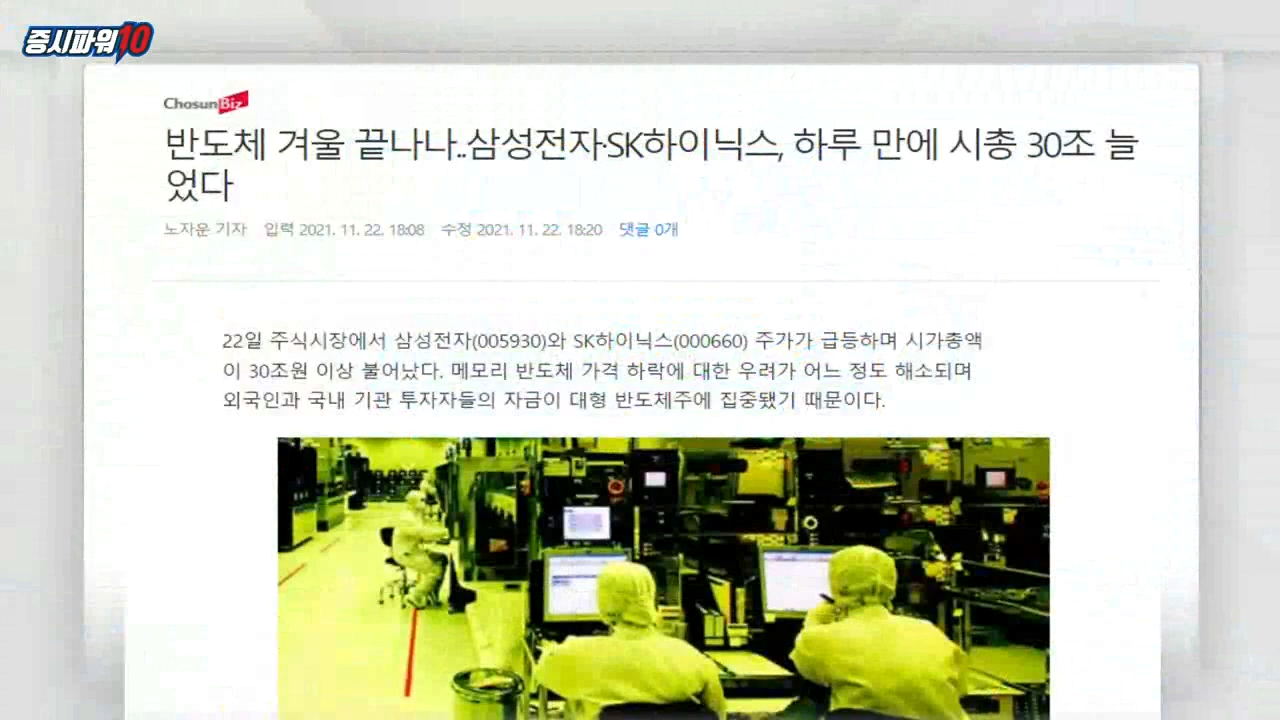 증시파워10
ChosunBiz
반도체 겨울 끝나나..삼성전자·SK하이닉스, 하루 만에 시총 30조 늘
었다
노자운 기자 입력 2021. 11. 22. 18:08 수정 2021. 11. 22. 18:20 댓글 0개
22일 주식시장에서 삼성전자(005930)와 SK하이닉스(000660) 주가가 급등하며 시가총액
이 30조원 이상 불어났다. 메모리 반도체 가격 하락에 대한 우려가 어느 정도 해소되며
외국인과 국내 기관 투자자들의 자금이 대형 반도체주에 집중됐기 때문이다.